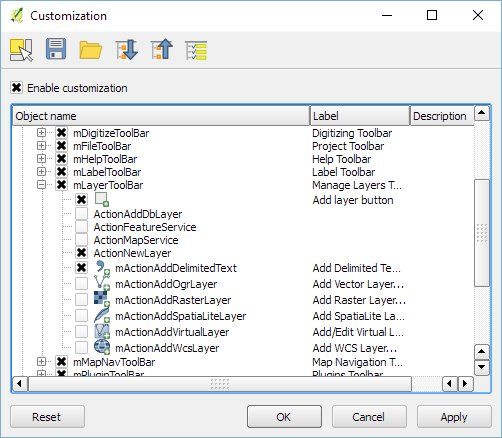 Customization
Enable customization
Object name Label Description
mDigitizeToolBar Digitizing Toolbar
mFileToolBar Project Toolbar
mHelpToolBar Help Toolbar
mLabelToolBar Label Toolbar
mLayerToolBar Manage Layers T...
Add layer button
ActionAddDbLayer
ActionFeatureService
ActionMapService
ActionNewLayer
mActionAddDelimitedText Add Delimited Te...
mActionAddOgrLayer Add Vector Layer...
mActionAddRasterLayer Add Raster Layer...
mActionAddSpatiaLiteLayer Add SpatiaLite La...
mActionAddVirtualLayer Add/Edit Virtual L...
mActionAddWcsLayer Add WCS Layer...
mMapNavToolBar Map Navigation T...
mPluginToolBar Plugins Toolbar
Reset OK Cancel Apply